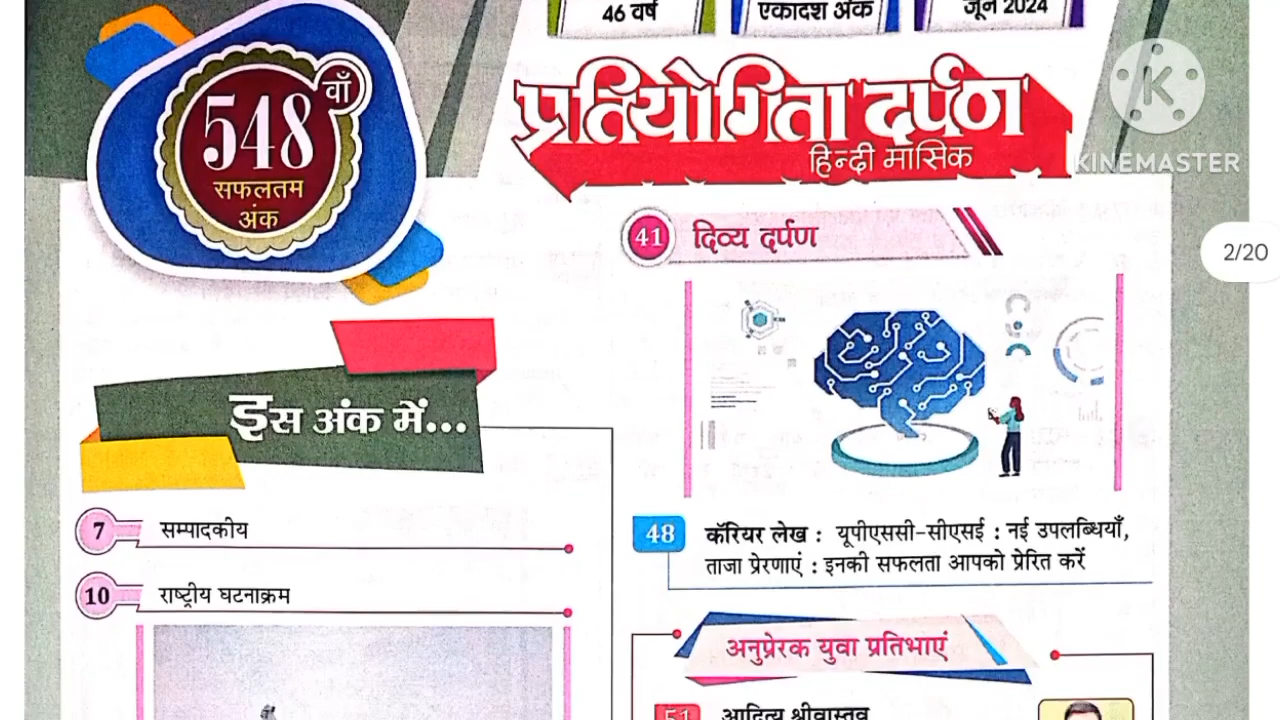 46 वर्ष
एकादश अंक
जून 2024
548 वाँ
सफलतम
अंक
प्रतियोगिता दर्पण
हिन्दी मासिक
K
KINEMASTER
2/20
इस अंक में...
7 सम्पादकीय
10 राष्ट्रीय घटनाक्रम
41 दिव्य दर्पण
48 कॅरियर लेख : यूपीएससी-सीएसई : नई उपलब्धियाँ,
ताजा प्रेरणाएं : इनकी सफलता आपको प्रेरित करें
अनुप्रेरक युवा प्रतिभाएं
51 आदित्य श्रीवास्तव